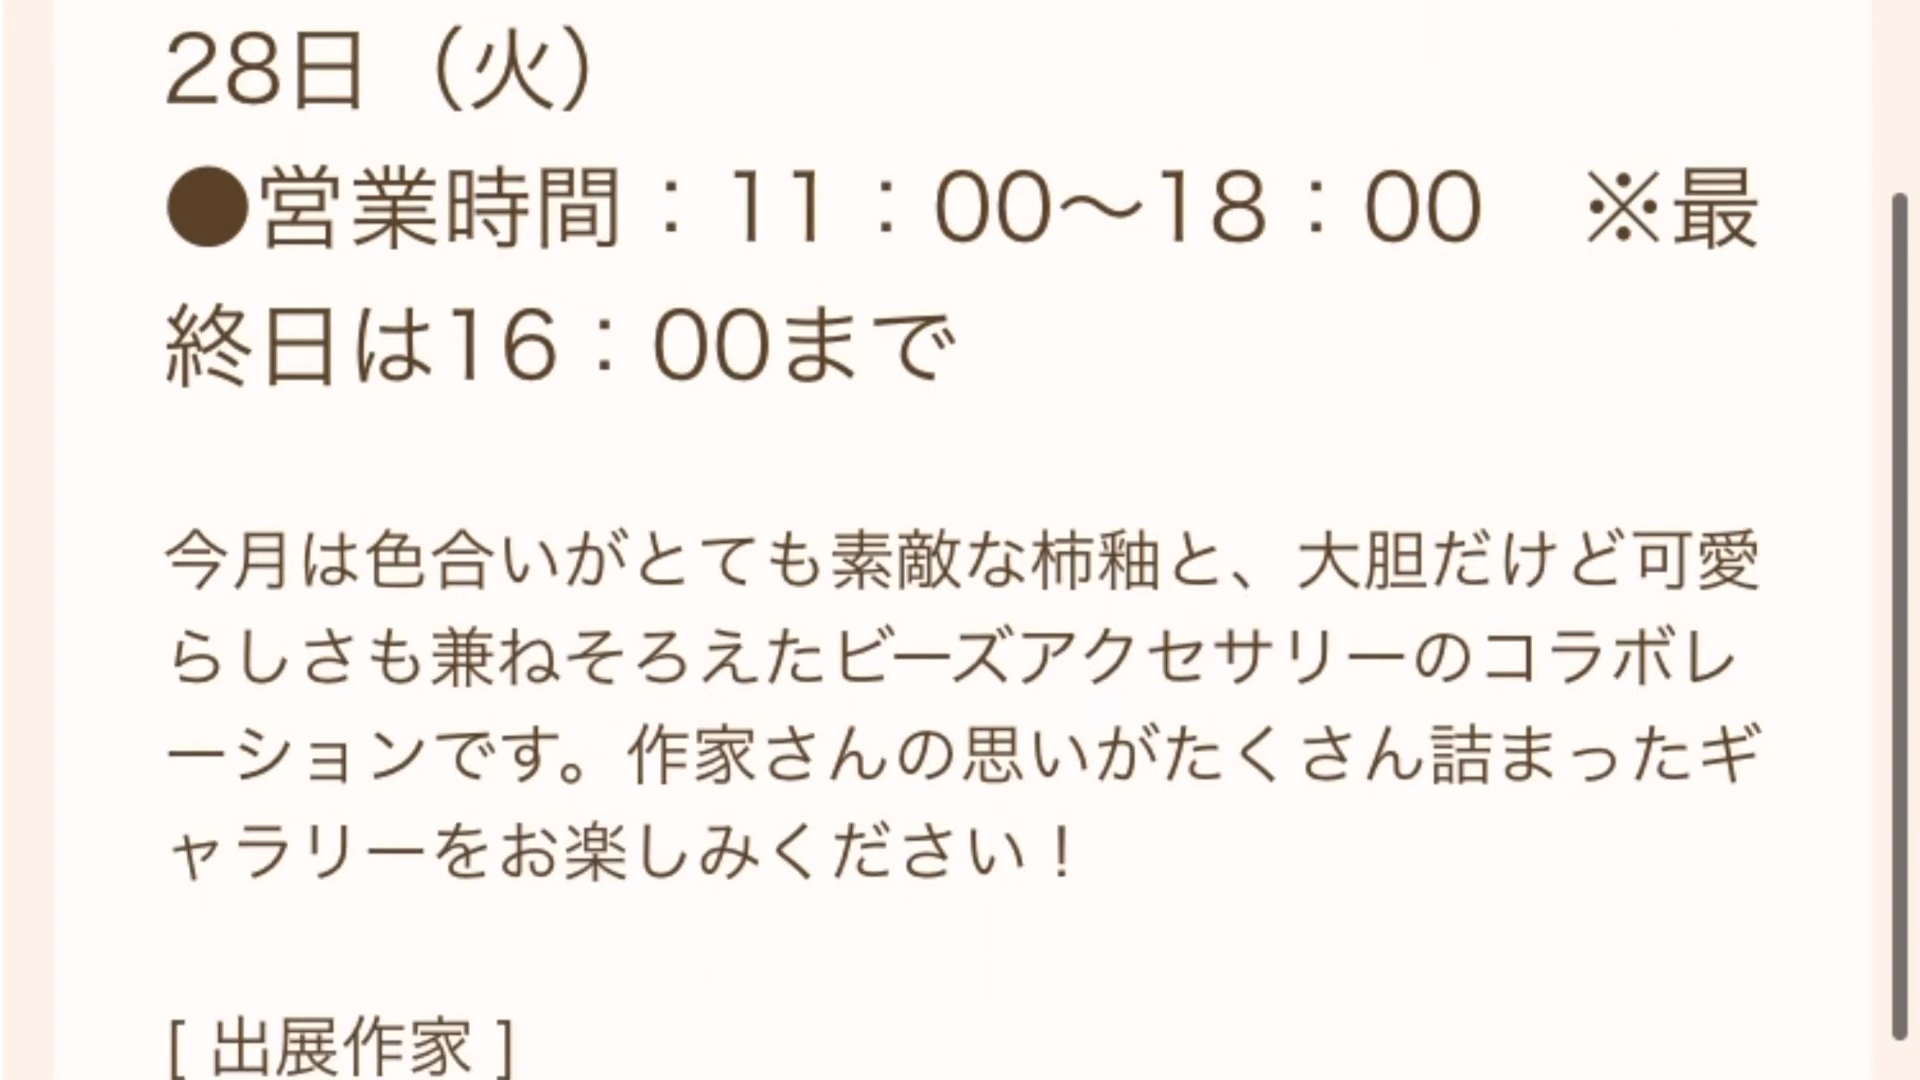 28日（火）
●営業時間：11：00〜18：00　※最
終日は16：00まで
今月は色合いがとても素敵な柿釉と、大胆だけど可愛
らしさも兼ねそろえたビーズアクセサリーのコラボレ
ーションです。作家さんの思いがたくさん詰まったギ
ャラリーをお楽しみください！
[ 出展作家 ]